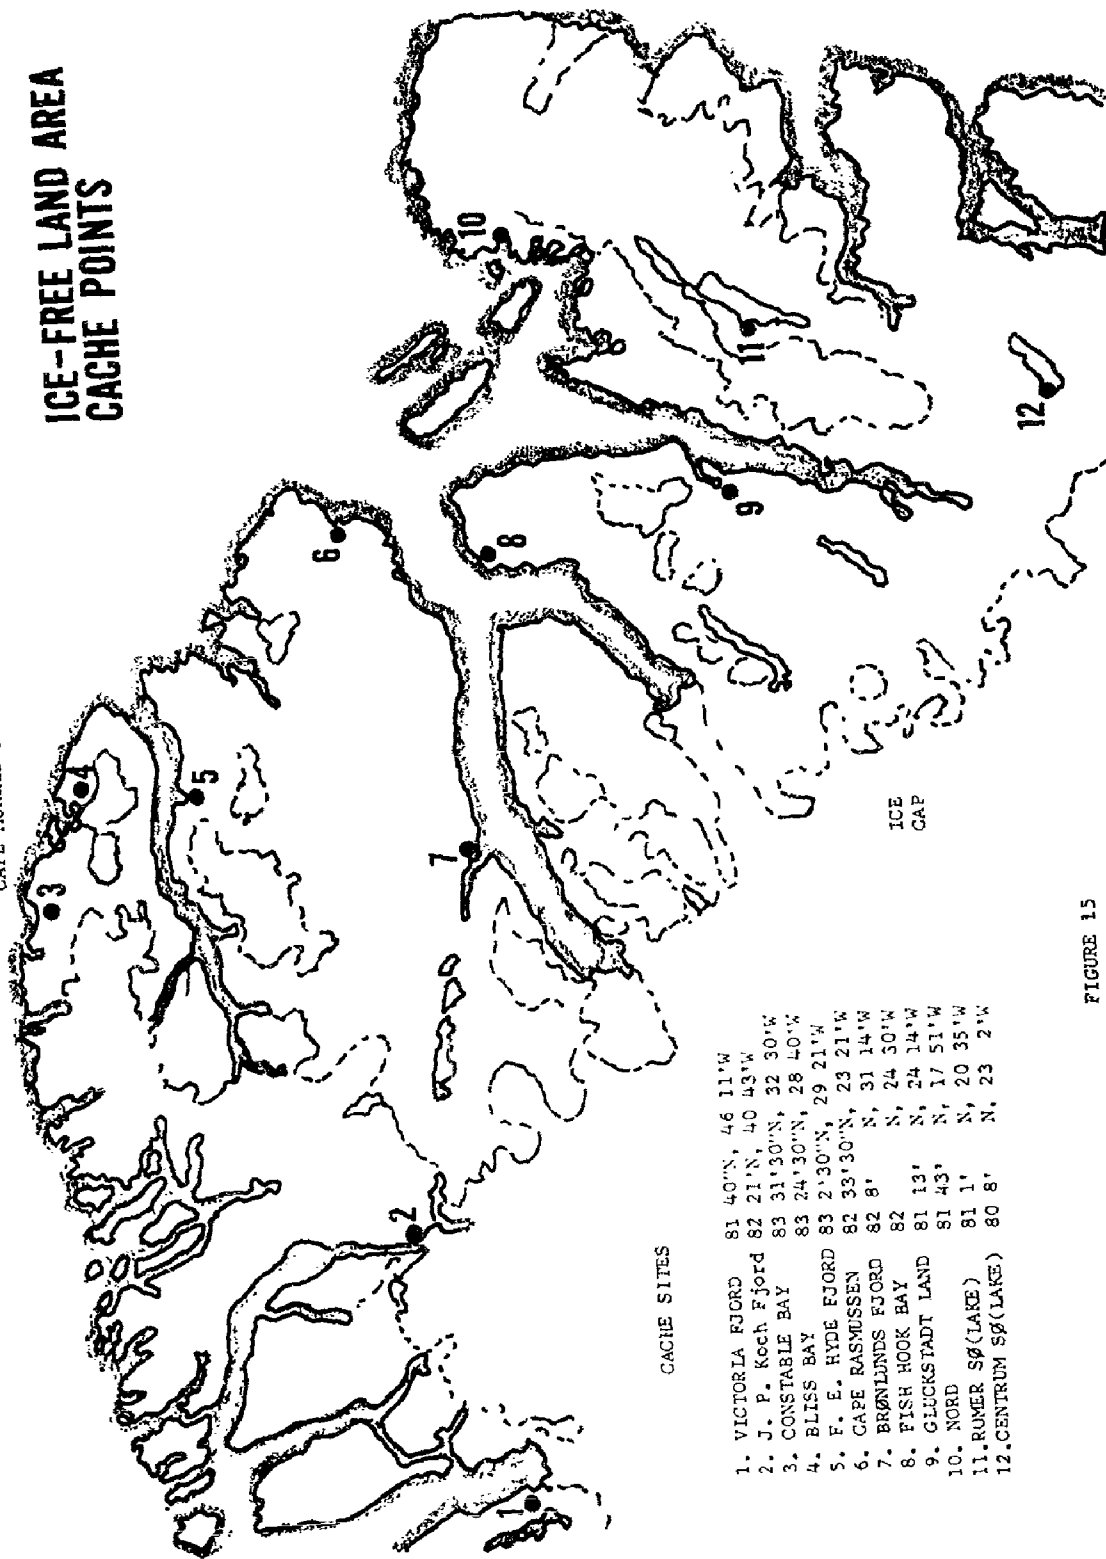 ICE-FREE LAND AREA
CACHE POINTS
3
4
5
6
7
8
9
10
11
12
2
1
ICE
CAP
CACHE SITES
1. VICTORIA FJORD 81 40"N, 46 11'W
2. J. P. Koch Fjord 82 21'N, 40 43'W
3. CONSTABLE BAY 83 31'30"N, 32 30'W
4. BLISS BAY 83 24'30"N, 28 40'W
5. F. E. HYDE FJORD 83 2'30"N, 29 21'W
6. CAPE RASMUSSEN 82 33'30"N, 23 21'W
7. BRØNLUNDS FJORD 82 8' N, 31 14'W
8. FISH HOOK BAY 82 N, 24 30'W
9. GLUCKSTADT LAND 81 13' N, 24 14'W
10. NORD 81 43' N, 17 51'W
11. RØMER SØ(LAKE) 81 1' N, 20 35'W
12. CENTRUM SØ(LAKE) 80 8' N, 23 2'W
FIGURE 15